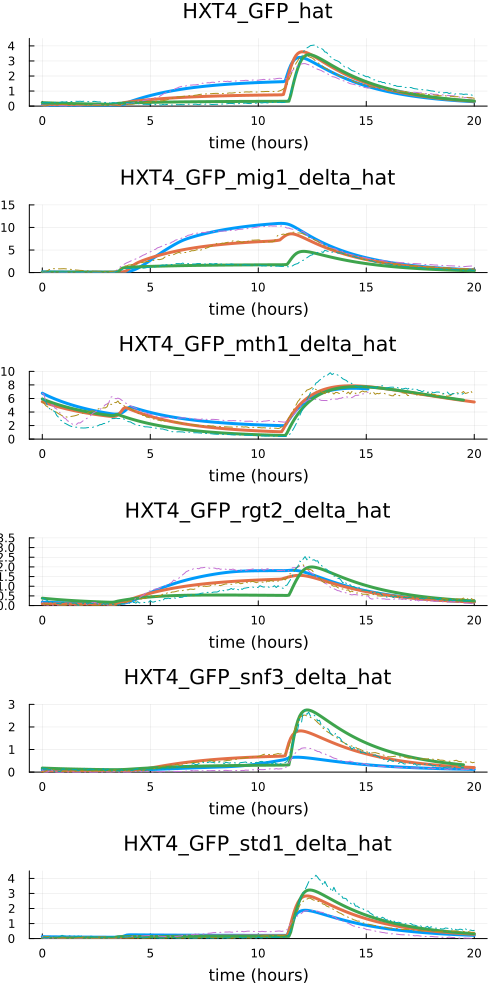 HXT4_GFP_hat
4
3
2
1
0
0 5 10 15 20
time (hours)
HXT4_GFP_mig1_delta_hat
15
10
5
0
0 5 10 15 20
time (hours)
HXT4_GFP_mth1_delta_hat
10
8
6
4
2
0
0 5 10 15 20
time (hours)
HXT4_GFP_rgt2_delta_hat
3.5
3.0
2.5
2.0
1.5
1.0
0.5
0.0
0 5 10 15 20
time (hours)
HXT4_GFP_snf3_delta_hat
3
2
1
0
0 5 10 15 20
time (hours)
HXT4_GFP_std1_delta_hat
4
3
2
1
0
0 5 10 15 20
time (hours)